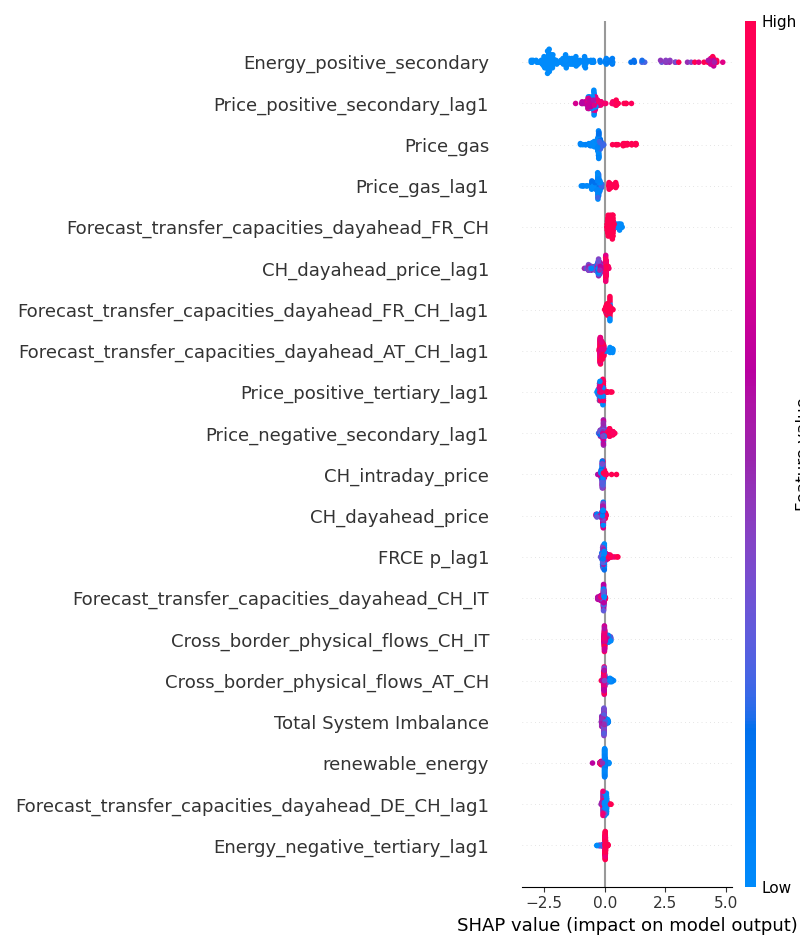 High
Energy_positive_secondary
Price_positive_secondary_lag1
Price_gas
Price_gas_lag1
Forecast_transfer_capacities_dayahead_FR_CH
CH_dayahead_price_lag1
Forecast_transfer_capacities_dayahead_FR_CH_lag1
Forecast_transfer_capacities_dayahead_AT_CH_lag1
Price_positive_tertiary_lag1
Price_negative_secondary_lag1
CH_intraday_price
CH_dayahead_price
FRCE p_lag1
Forecast_transfer_capacities_dayahead_CH_IT
Cross_border_physical_flows_CH_IT
Cross_border_physical_flows_AT_CH
Total System Imbalance
renewable_energy
Forecast_transfer_capacities_dayahead_DE_CH_lag1
Energy_negative_tertiary_lag1
Low
−2.5 0.0 2.5 5.0
SHAP value (impact on model output)